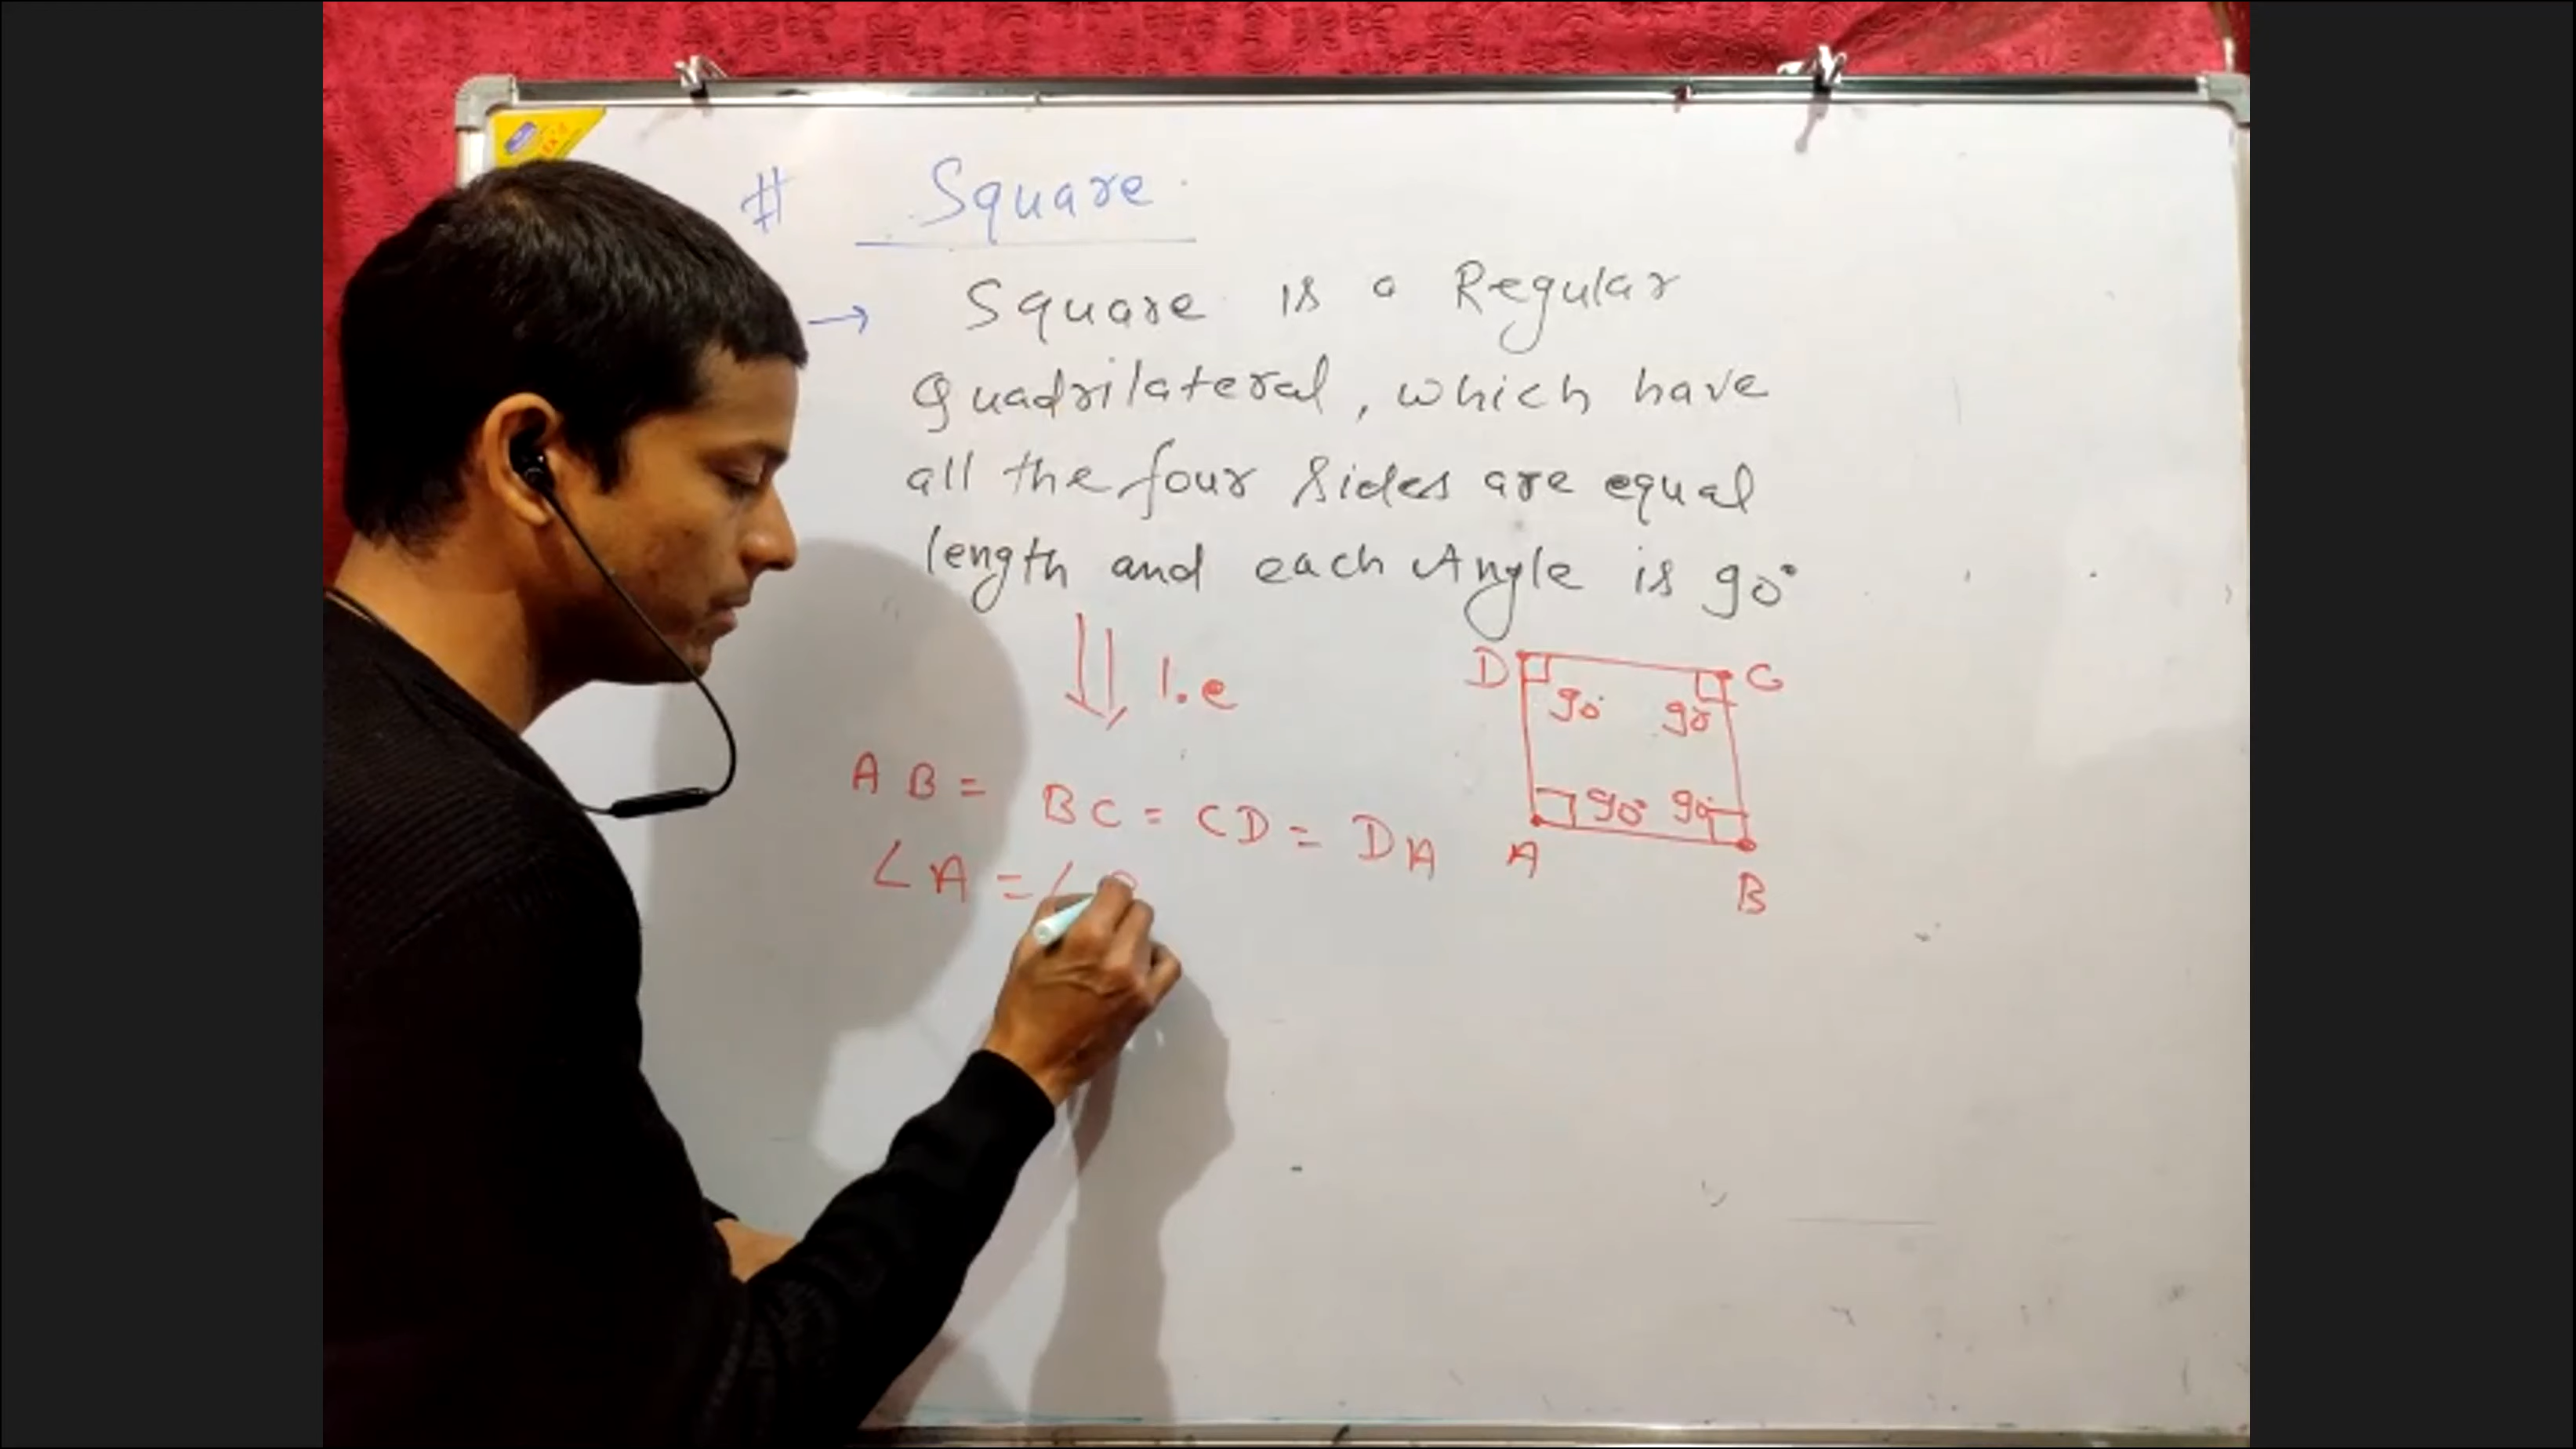 # Square
→ Square is a Regular
Quadrilateral, which have
all the four sides are equal
length and each Angle is 90°
⇓ i.e
D C
90° 90°
AB = BC = CD = DA
90° 90°
A B
∠A = ∠